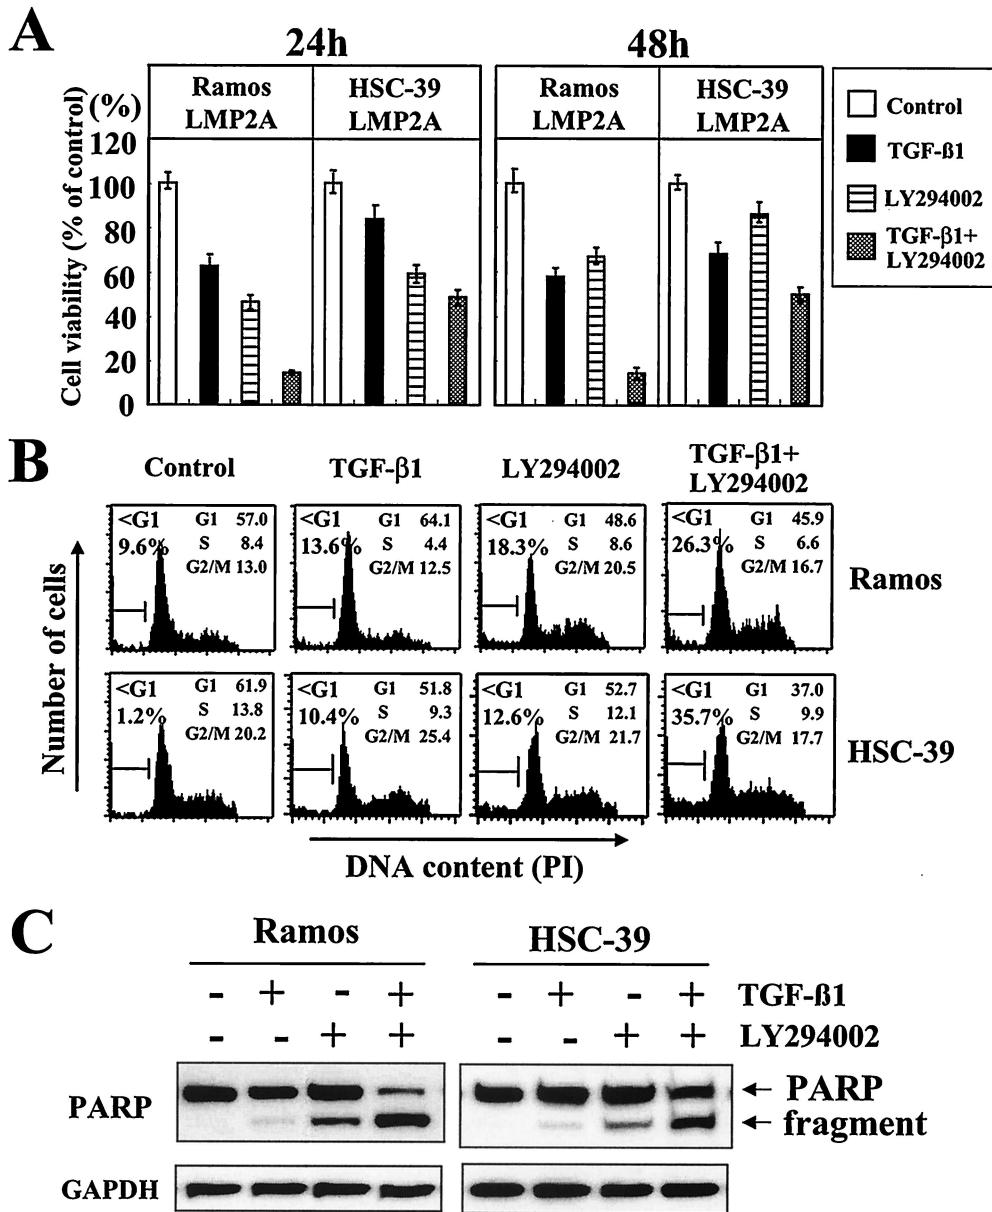 A
24h
48h
Ramos
LMP2A
HSC-39
LMP2A
Ramos
LMP2A
HSC-39
LMP2A
Control
TGF-ß1
LY294002
TGF-β1+
LY294002
(%)
Cell viability (% of control)
120
100
80
60
40
20
0
B
Control
TGF-β1
LY294002
TGF-β1+
LY294002
Number of cells
<G1 G1 57.0
9.6% S 8.4
G2/M 13.0
<G1 G1 64.1
13.6% S 4.4
G2/M 12.5
<G1 G1 48.6
18.3% S 8.6
G2/M 20.5
<G1 G1 45.9
26.3% S 6.6
G2/M 16.7
Ramos
<G1 G1 61.9
1.2% S 13.8
G2/M 20.2
<G1 G1 51.8
10.4% S 9.3
G2/M 25.4
<G1 G1 52.7
12.6% S 12.1
G2/M 21.7
<G1 G1 37.0
35.7% S 9.9
G2/M 17.7
HSC-39
DNA content (PI)
C
Ramos
HSC-39
- + - + - + - + TGF-ß1
- - + + - - + + LY294002
PARP
← PARP
← fragment
GAPDH